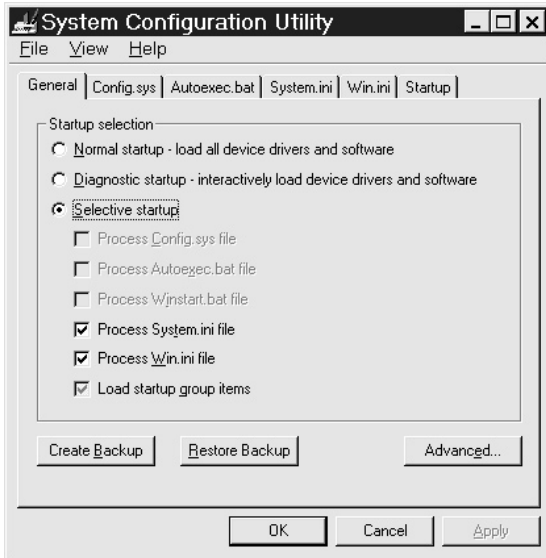 System Configuration Utility
File View Help
General Config.sys Autoexec.bat System.ini Win.ini Startup
Startup selection
Normal startup - load all device drivers and software
Diagnostic startup - interactively load device drivers and software
Selective startup
Process Config.sys file
Process Autoexec.bat file
Process Winstart.bat file
Process System.ini file
Process Win.ini file
Load startup group items
Create Backup Restore Backup Advanced...
OK Cancel Apply